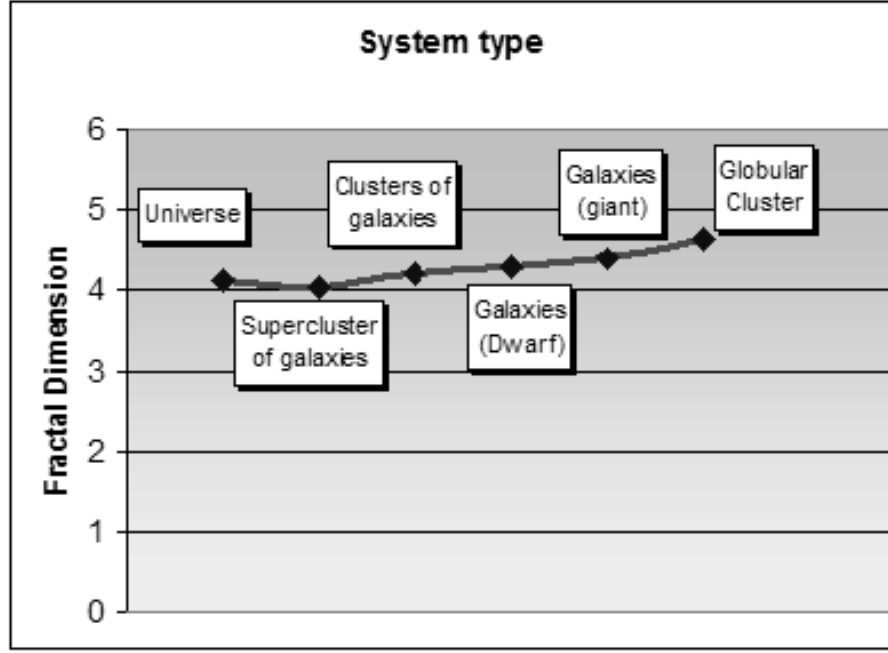 System type
6
5
4
3
2
1
0
Fractal Dimension
Universe
Supercluster
of galaxies
Clusters of
galaxies
Galaxies
(Dwarf)
Galaxies
(giant)
Globular
Cluster